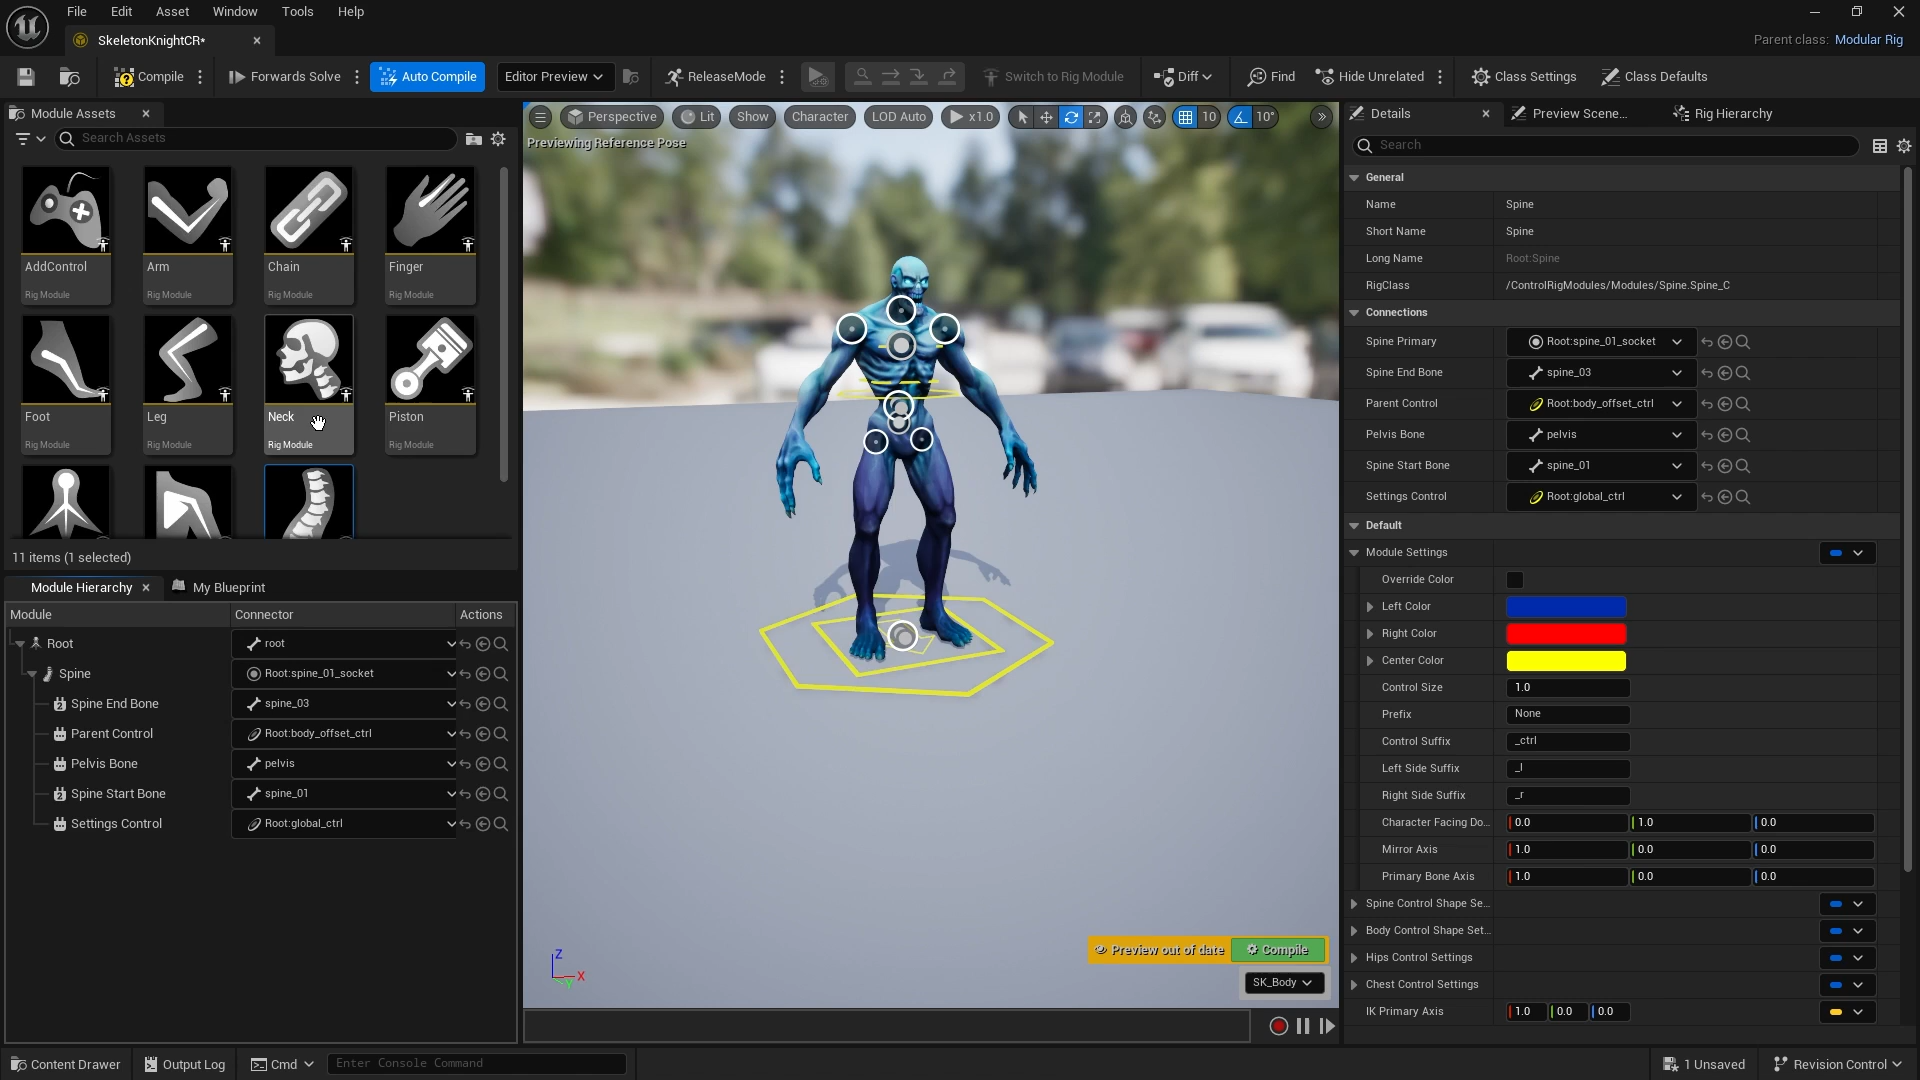 File Edit Asset Window Tools Help
SkeletonKnightCR*
Parent class: Modular Rig
Compile Forwards Solve Auto Compile Editor Preview ReleaseMode Switch to Rig Module Diff Find Hide Unrelated Class Settings Class Defaults
Module Assets
Search Assets
AddControl
Rig Module
Arm
Rig Module
Chain
Rig Module
Finger
Rig Module
Foot
Rig Module
Leg
Rig Module
Neck
Rig Module
Piston
Rig Module
11 items (1 selected)
Module Hierarchy My Blueprint
Module Connector Actions
Root root
Spine Root:spine_01_socket
Spine End Bone spine_03
Parent Control Root:body_offset_ctrl
Pelvis Bone pelvis
Spine Start Bone spine_01
Settings Control Root:global_ctrl
Perspective Lit Show Character LOD Auto x1.0 10 10°
Previewing Reference Pose
Z
X
Y
Preview out of date Compile
SK_Body
Details Preview Scene... Rig Hierarchy
Search
General
Name Spine
Short Name Spine
Long Name Root:Spine
RigClass /ControlRigModules/Modules/Spine.Spine_C
Connections
Spine Primary Root:spine_01_socket
Spine End Bone spine_03
Parent Control Root:body_offset_ctrl
Pelvis Bone pelvis
Spine Start Bone spine_01
Settings Control Root:global_ctrl
Default
Module Settings
Override Color
Left Color
Right Color
Center Color
Control Size 1.0
Prefix None
Control Suffix _ctrl
Left Side Suffix _l
Right Side Suffix _r
Character Facing Do... 0.0 1.0 0.0
Mirror Axis 1.0 0.0 0.0
Primary Bone Axis 1.0 0.0 0.0
Spine Control Shape Se...
Body Control Shape Set...
Hips Control Settings
Chest Control Settings
IK Primary Axis 1.0 0.0 0.0
Content Drawer Output Log Cmd Enter Console Command 1 Unsaved Revision Control